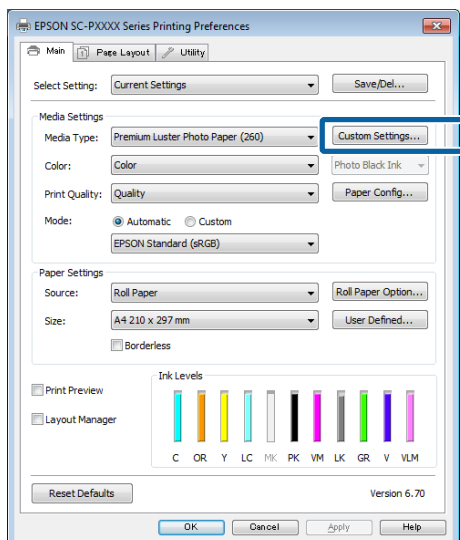 EPSON SC-PXXXX Series Printing Preferences
Main Page Layout Utility
Select Setting: Current Settings Save/Del...
Media Settings
Media Type: Premium Luster Photo Paper (260) Custom Settings...
Color: Color Photo Black Ink
Print Quality: Quality Paper Config...
Mode: Automatic Custom
EPSON Standard (sRGB)
Paper Settings
Source: Roll Paper Roll Paper Option...
Size: A4 210 x 297 mm User Defined...
Borderless
Ink Levels
Print Preview
Layout Manager
C OR Y LC MK PK VM LK GR V VLM
Reset Defaults Version 6.70
OK Cancel Apply Help